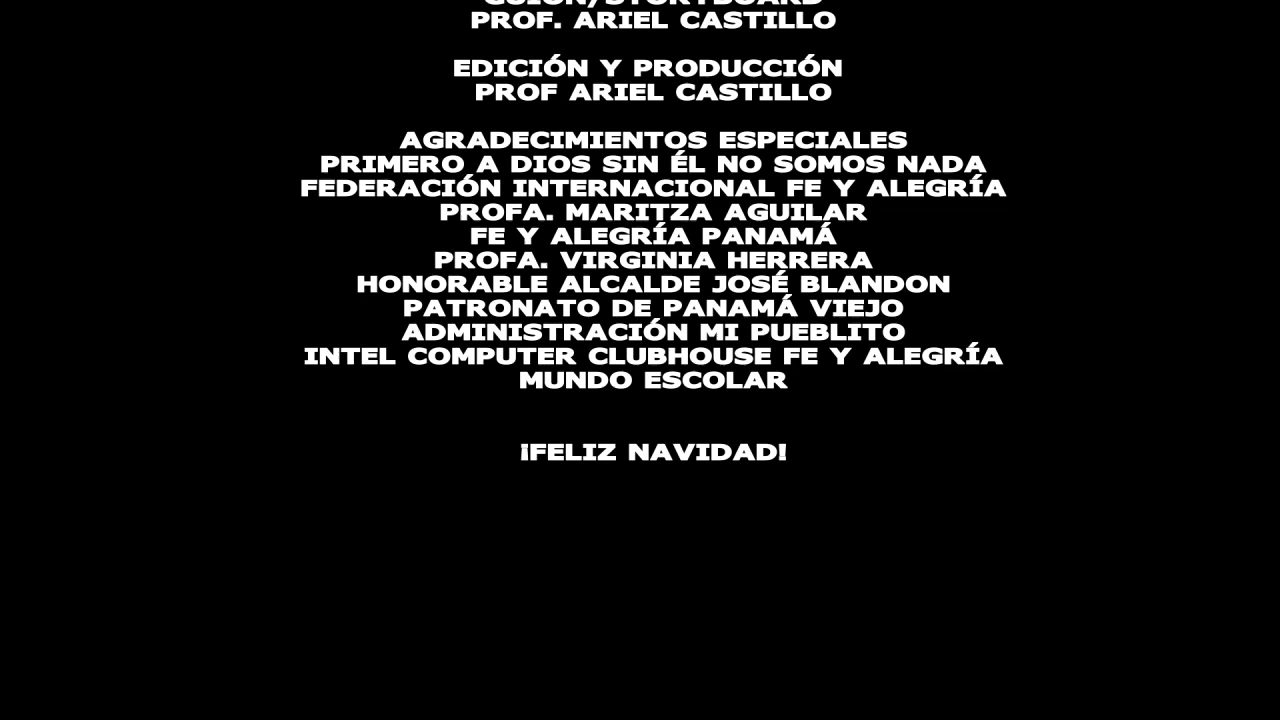 GUIÓN/STORYBOARD
PROF. ARIEL CASTILLO
EDICIÓN Y PRODUCCIÓN
PROF ARIEL CASTILLO
AGRADECIMIENTOS ESPECIALES
PRIMERO A DIOS SIN ÉL NO SOMOS NADA
FEDERACIÓN INTERNACIONAL FE Y ALEGRÍA
PROFA. MARITZA AGUILAR
FE Y ALEGRÍA PANAMÁ
PROFA. VIRGINIA HERRERA
HONORABLE ALCALDE JOSÉ BLANDON
PATRONATO DE PANAMÁ VIEJO
ADMINISTRACIÓN MI PUEBLITO
INTEL COMPUTER CLUBHOUSE FE Y ALEGRÍA
MUNDO ESCOLAR
¡FELIZ NAVIDAD!